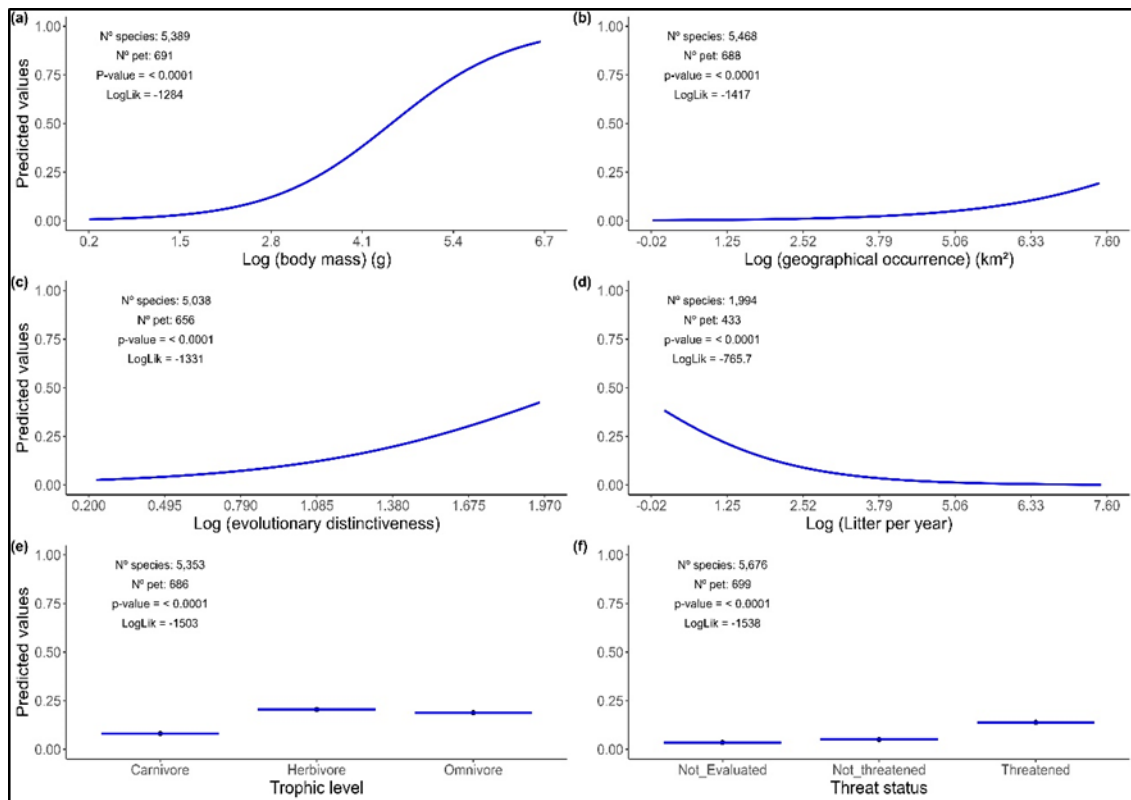 (a)
Nº species: 5,389
Nº pet: 691
P-value = < 0.0001
LogLik = -1284
1.00
0.75
0.50
0.25
0.00
Predicted values
0.2 1.5 2.8 4.1 5.4 6.7
Log (body mass) (g)
(b)
Nº species: 5,468
Nº pet: 688
p-value = < 0.0001
LogLik = -1417
1.00
0.75
0.50
0.25
0.00
-0.02 1.25 2.52 3.79 5.06 6.33 7.60
Log (geographical occurrence) (km²)
(c)
Nº species: 5,038
Nº pet: 656
p-value = < 0.0001
LogLik = -1331
1.00
0.75
0.50
0.25
0.00
Predicted values
0.200 0.495 0.790 1.085 1.380 1.675 1.970
Log (evolutionary distinctiveness)
(d)
Nº species: 1,994
Nº pet: 433
p-value = < 0.0001
LogLik = -765.7
1.00
0.75
0.50
0.25
0.00
-0.02 1.25 2.52 3.79 5.06 6.33 7.60
Log (Litter per year)
(e)
Nº species: 5,353
Nº pet: 686
p-value = < 0.0001
LogLik = -1503
1.00
0.75
0.50
0.25
0.00
Predicted values
Carnivore Herbivore Omnivore
Trophic level
(f)
Nº species: 5,676
Nº pet: 699
p-value = < 0.0001
LogLik = -1538
1.00
0.75
0.50
0.25
0.00
Not_Evaluated Not_threatened Threatened
Threat status